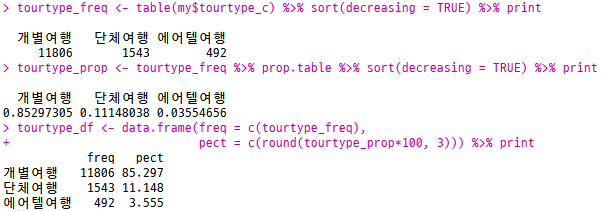 > tourtype_freq <- table(my$tourtype_c) %>% sort(decreasing = TRUE) %>% print
개별여행 단체여행 에어텔여행
11806 1543 492
> tourtype_prop <- tourtype_freq %>% prop.table %>% sort(decreasing = TRUE) %>% print
개별여행 단체여행 에어텔여행
0.85297305 0.11148038 0.03554656
> tourtype_df <- data.frame(freq = c(tourtype_freq),
+ pect = c(round(tourtype_prop*100, 3))) %>% print
freq pect
개별여행 11806 85.297
단체여행 1543 11.148
에어텔여행 492 3.555